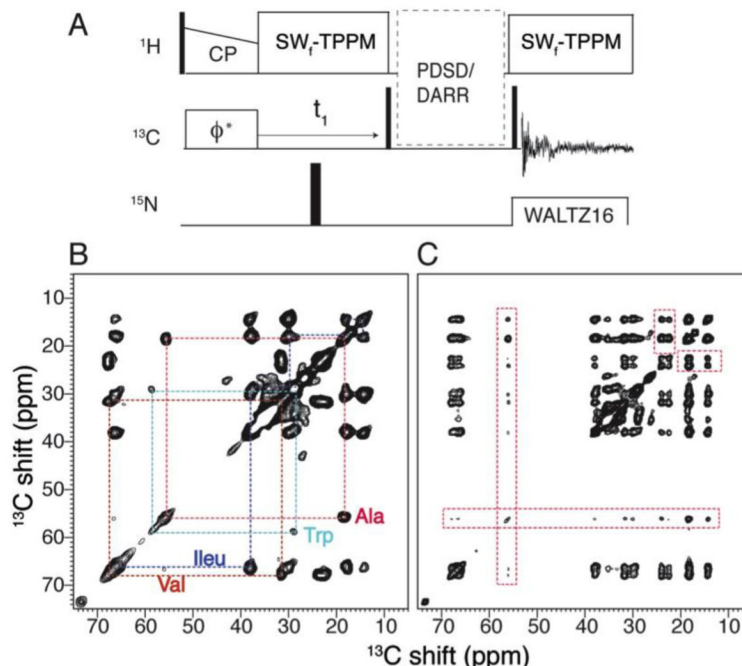 A
¹H
CP
SW_f-TPPM
PDSD/
DARR
SW_f-TPPM
¹³C
ϕ*
t₁
¹⁵N
WALTZ16
B
C
10
20
30
40
50
60
70
¹³C shift (ppm)
Ala
Trp
Ileu
Val
70 60 50 40 30 20 10
70 60 50 40 30 20 10
¹³C shift (ppm)